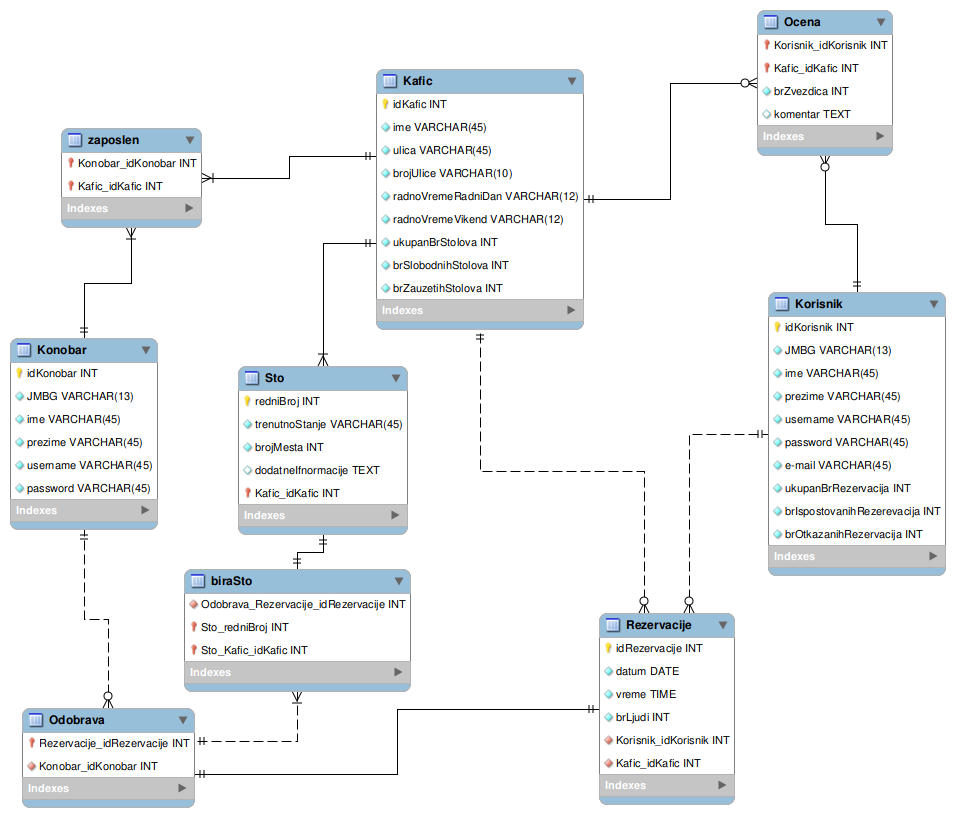 Ocena
Korisnik_idKorisnik INT
Kafic_idKafic INT
brZvezdica INT
komentar TEXT
Indexes
Kafic
idKafic INT
ime VARCHAR(45)
ulica VARCHAR(45)
brojUlice VARCHAR(10)
radnoVremeRadniDan VARCHAR(12)
radnoVremeVikend VARCHAR(12)
ukupanBrStolova INT
brSlobodnihStolova INT
brZauzetihStolova INT
Indexes
zaposlen
Konobar_idKonobar INT
Kafic_idKafic INT
Indexes
Korisnik
idKorisnik INT
JMBG VARCHAR(13)
ime VARCHAR(45)
prezime VARCHAR(45)
username VARCHAR(45)
password VARCHAR(45)
e-mail VARCHAR(45)
ukupanBrRezervacija INT
brIspostovanihRezerevacija INT
brOtkazanihRezervacija INT
Indexes
Konobar
idKonobar INT
JMBG VARCHAR(13)
ime VARCHAR(45)
prezime VARCHAR(45)
username VARCHAR(45)
password VARCHAR(45)
Indexes
Sto
redniBroj INT
trenutnoStanje VARCHAR(45)
brojMesta INT
dodatneIfnormacije TEXT
Kafic_idKafic INT
Indexes
biraSto
Odobrava_Rezervacije_idRezervacije INT
Sto_redniBroj INT
Sto_Kafic_idKafic INT
Indexes
Rezervacije
idRezervacije INT
datum DATE
vreme TIME
brLjudi INT
Korisnik_idKorisnik INT
Kafic_idKafic INT
Indexes
Odobrava
Rezervacije_idRezervacije INT
Konobar_idKonobar INT
Indexes